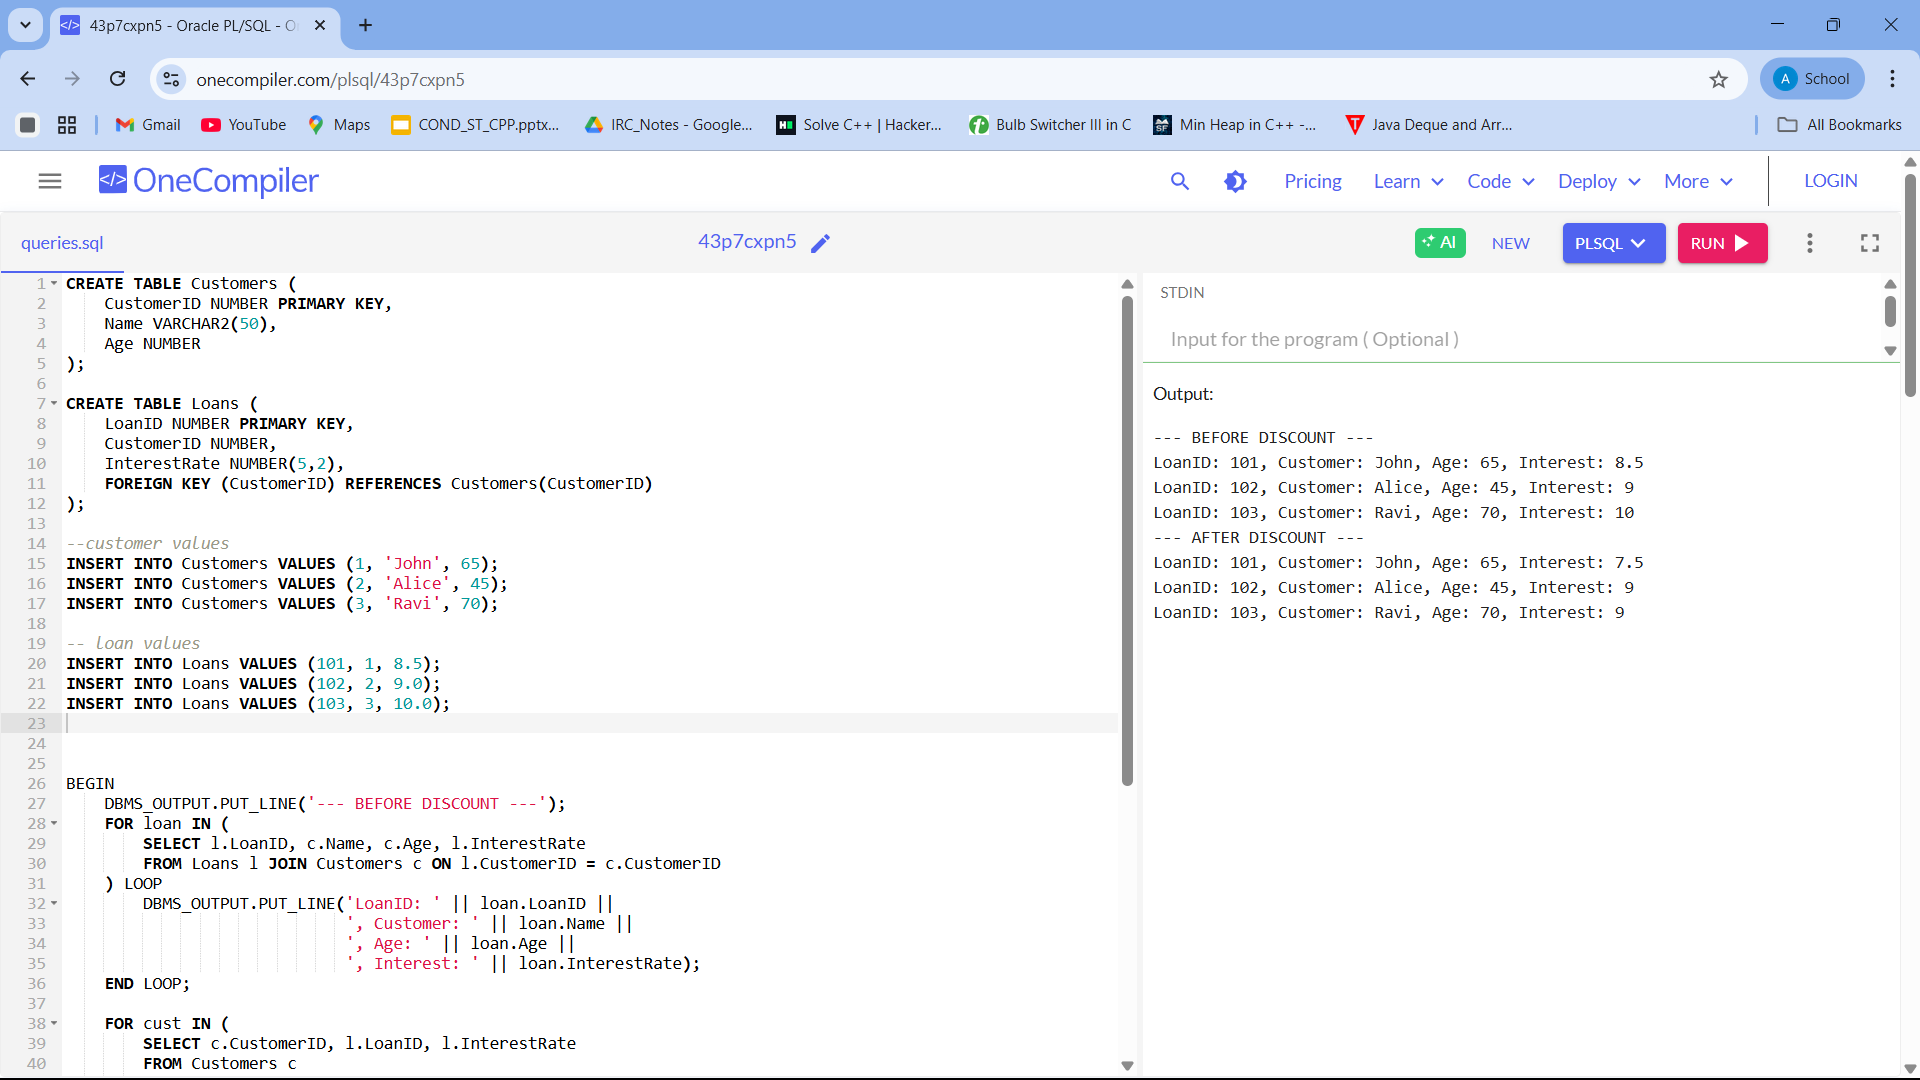 43p7cxpn5 - Oracle PL/SQL - O
onecompiler.com/plsql/43p7cxpn5
A School
Gmail
YouTube
Maps
COND_ST_CPP.pptx...
IRC_Notes - Google...
Solve C++ | Hacker...
Bulb Switcher III in C
Min Heap in C++ -...
Java Deque and Arr...
All Bookmarks
</> OneCompiler
Pricing
Learn
Code
Deploy
More
LOGIN
queries.sql
43p7cxpn5
AI
NEW
PLSQL
RUN
1 CREATE TABLE Customers (
2 CustomerID NUMBER PRIMARY KEY,
3 Name VARCHAR2(50),
4 Age NUMBER
5 );
6
7 CREATE TABLE Loans (
8 LoanID NUMBER PRIMARY KEY,
9 CustomerID NUMBER,
10 InterestRate NUMBER(5,2),
11 FOREIGN KEY (CustomerID) REFERENCES Customers(CustomerID)
12 );
13
14 --customer values
15 INSERT INTO Customers VALUES (1, 'John', 65);
16 INSERT INTO Customers VALUES (2, 'Alice', 45);
17 INSERT INTO Customers VALUES (3, 'Ravi', 70);
18
19 -- loan values
20 INSERT INTO Loans VALUES (101, 1, 8.5);
21 INSERT INTO Loans VALUES (102, 2, 9.0);
22 INSERT INTO Loans VALUES (103, 3, 10.0);
23
24
25
26 BEGIN
27 DBMS_OUTPUT.PUT_LINE('--- BEFORE DISCOUNT ---');
28 FOR loan IN (
29 SELECT l.LoanID, c.Name, c.Age, l.InterestRate
30 FROM Loans l JOIN Customers c ON l.CustomerID = c.CustomerID
31 ) LOOP
32 DBMS_OUTPUT.PUT_LINE('LoanID: ' || loan.LoanID ||
33 ', Customer: ' || loan.Name ||
34 ', Age: ' || loan.Age ||
35 ', Interest: ' || loan.InterestRate);
36 END LOOP;
37
38 FOR cust IN (
39 SELECT c.CustomerID, l.LoanID, l.InterestRate
40 FROM Customers c
STDIN
Input for the program ( Optional )
Output:
--- BEFORE DISCOUNT ---
LoanID: 101, Customer: John, Age: 65, Interest: 8.5
LoanID: 102, Customer: Alice, Age: 45, Interest: 9
LoanID: 103, Customer: Ravi, Age: 70, Interest: 10
--- AFTER DISCOUNT ---
LoanID: 101, Customer: John, Age: 65, Interest: 7.5
LoanID: 102, Customer: Alice, Age: 45, Interest: 9
LoanID: 103, Customer: Ravi, Age: 70, Interest: 9